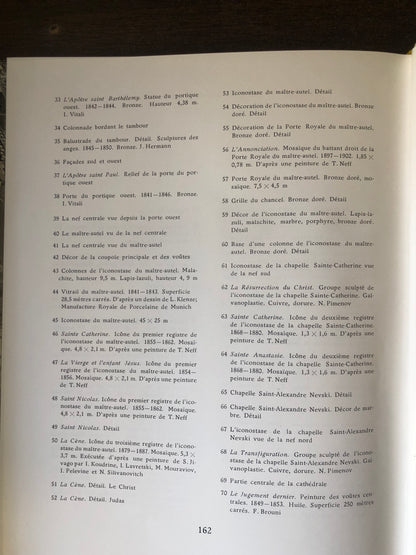 33 L'Apôtre saint Barthélemy. Statue du portique
ouest. 1842—1844. Bronze. Hauteur 4,38 m.
I. Vitali
34 Colonnade bordant le tambour
35 Balustrade du tambour. Détail. Sculptures des
anges. 1845—1850. Bronze. J. Hermann
36 Façades sud et ouest
37 L'Apôtre saint Paul. Relief de la porte du por-
tique ouest
38 Porte du portique ouest. 1841—1846. Bronze.
I. Vitali
39 La nef centrale vue depuis la porte ouest
40 Le maître-autel vu de la nef centrale
41 La nef centrale vue du maître-autel
42 Décor de la coupole principale et des voûtes
43 Colonnes de l'iconostase du maître-autel. Mala-
chite, hauteur 9,5 m. Lapis-lazuli, hauteur 4, 9 m
44 Vitrail du maître-autel. 1841—1843. Superficie
28,5 mètres carrés. D'après un dessin de L. Klenze;
Manufacture Royale de Porcelaine de Munich
45 Iconostase du maître-autel. 45 × 25 m
46 Sainte Catherine. Icône du premier registre de
l'iconostase du maître-autel. 1855—1862. Mosaï-
que. 4,8 × 2,1 m. D'après une peinture de T. Neff
47 La Vierge et l'enfant Jésus. Icône du premier
registre de l'iconostase du maître-autel. 1854—
1856. Mosaïque. 4,8 × 2,1 m. D'après une peinture
de T. Neff
48 Saint Nicolas. Icône du premier registre de l'ico-
nostase du maître-autel. 1855—1862. Mosaïque.
4,8 × 2,1 m. D'après une peinture de T. Neff
49 Saint Nicolas. Détail
50 La Cène. Icône du troisième registre de l'icono-
stase du maître-autel. 1879—1887. Mosaïque. 5,3 ×
3,7 m. Exécutée d'après une peinture de S. Ji-
vago par I. Koudrine, I. Lavretski, M. Mouraviov,
I. Pelevine et N. Silivanovitch
51 La Cène. Détail. Le Christ
52 La Cène. Détail. Judas
53 Iconostase du maître-autel. Détail
54 Décoration de l'iconostase du maître-autel. Bronze
doré. Détail
55 Décoration de la Porte Royale du maître-autel.
Bronze doré. Détail
56 L'Annonciation. Mosaïque du battant droit de la
Porte Royale du maître-autel. 1897—1902. 1,85 ×
0,78 m. D'après une peinture de T. Neff
57 Porte Royale du maître-autel. Bronze doré, mo-
saïque. 7,5 × 4,5 m
58 Grille du chancel. Bronze doré
59 Décor de l'iconostase du maître-autel. Lapis-la-
zuli, malachite, marbre, porphyre, bronze doré.
Détail
60 Base d'une colonne de l'iconostase du maître-autel.
Détail
61 Iconostase de la chapelle Sainte-Catherine vue
de la nef sud
62 La Résurrection du Christ. Groupe sculpté de
l'iconostase de la chapelle Sainte-Catherine. Gal-
vanoplastie. Cuivre, dorure. N. Pimenov
63 Sainte Catherine. Icône du deuxième registre
de l'iconostase de la chapelle Sainte-Catherine.
1868—1880. Mosaïque. 1,3 × 1,6 m. D'après une
peinture de T. Neff
64 Sainte Anastasie. Icône du deuxième registre
de l'iconostase de la chapelle Sainte-Catherine.
1868—1880. Mosaïque. 1,3 × 1,6 m. D'après une
peinture de T. Neff
65 Chapelle Saint-Alexandre Nevski. Détail
66 Chapelle Saint-Alexandre Nevski. Décor de mar-
bre. Détail
67 L'iconostase de la chapelle Saint-Alexandre
Nevski vue de la nef nord
68 La Transfiguration. Groupe sculpté de l'icono-
stase de la chapelle Saint-Alexandre Nevski. Gal-
vanoplastie. Cuivre, dorure. N. Pimenov
69 Partie centrale de la cathédrale
70 Le Jugement dernier. Peinture des voûtes cen-
trales. 1849—1853. Huile. Superficie 250 mètres
carrés. F. Brouni
162